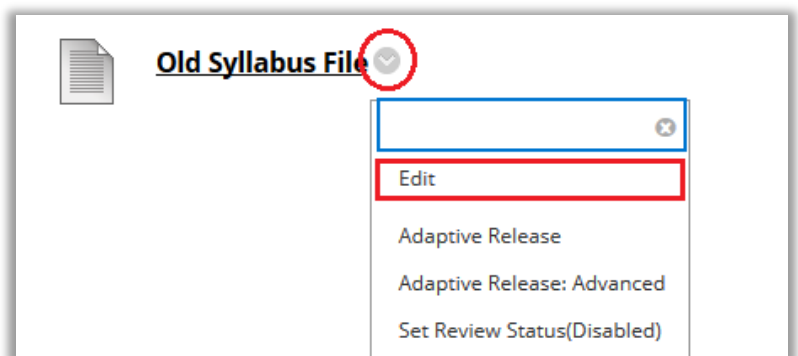 Old Syllabus File
Edit
Adaptive Release
Adaptive Release: Advanced
Set Review Status(Disabled)